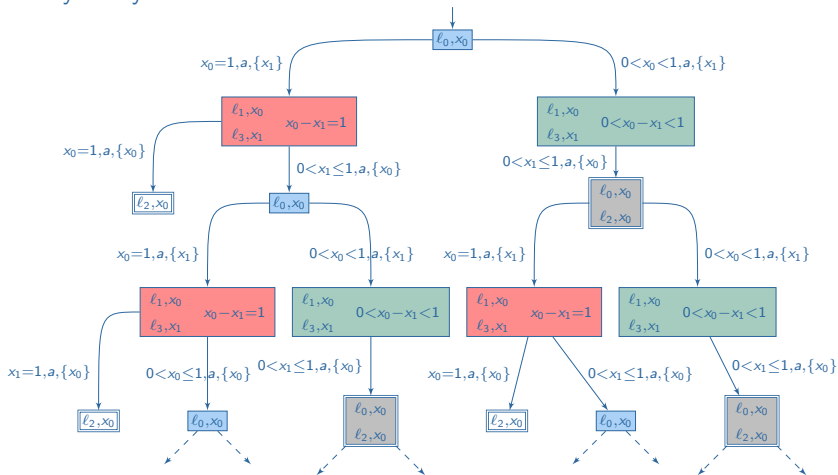 ℓ₀,x₀
x₀=1,a,{x₁}
0<x₀<1,a,{x₁}
ℓ₁,x₀
ℓ₃,x₁
x₀−x₁=1
ℓ₁,x₀
ℓ₃,x₁
0<x₀−x₁<1
x₀=1,a,{x₀}
0<x₁≤1,a,{x₀}
0<x₁≤1,a,{x₀}
ℓ₂,x₀
ℓ₀,x₀
ℓ₀,x₀
ℓ₂,x₀
x₀=1,a,{x₁}
0<x₀<1,a,{x₁}
x₀=1,a,{x₁}
0<x₀<1,a,{x₁}
ℓ₁,x₀
ℓ₃,x₁
x₀−x₁=1
ℓ₁,x₀
ℓ₃,x₁
0<x₀−x₁<1
ℓ₁,x₀
ℓ₃,x₁
x₀−x₁=1
ℓ₁,x₀
ℓ₃,x₁
0<x₀−x₁<1
x₁=1,a,{x₀}
0<x₀≤1,a,{x₀}
0<x₁≤1,a,{x₀}
x₀=1,a,{x₀}
0<x₁≤1,a,{x₀}
0<x₁≤1,a,{x₀}
ℓ₂,x₀
ℓ₀,x₀
ℓ₀,x₀
ℓ₂,x₀
ℓ₂,x₀
ℓ₀,x₀
ℓ₀,x₀
ℓ₂,x₀